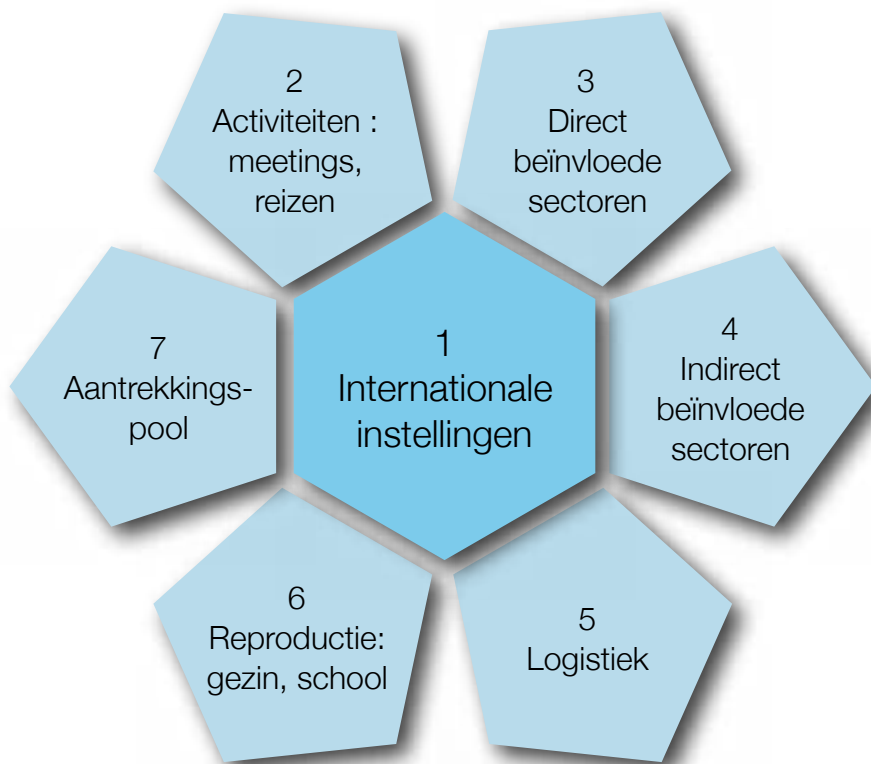 1
Internationale
instellingen
2
Activiteiten :
meetings,
reizen
3
Direct
beïnvloede
sectoren
4
Indirect
beïnvloede
sectoren
5
Logistiek
6
Reproductie:
gezin, school
7
Aantrekkings-
pool